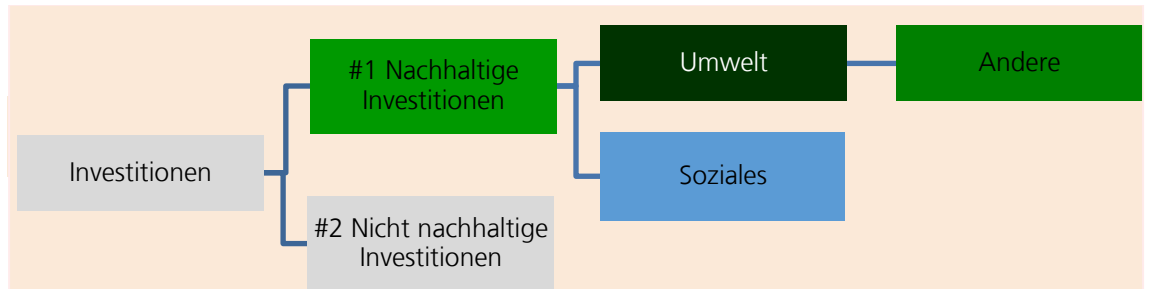 Investitionen
#1 Nachhaltige
Investitionen
#2 Nicht nachhaltige
Investitionen
Umwelt
Soziales
Andere